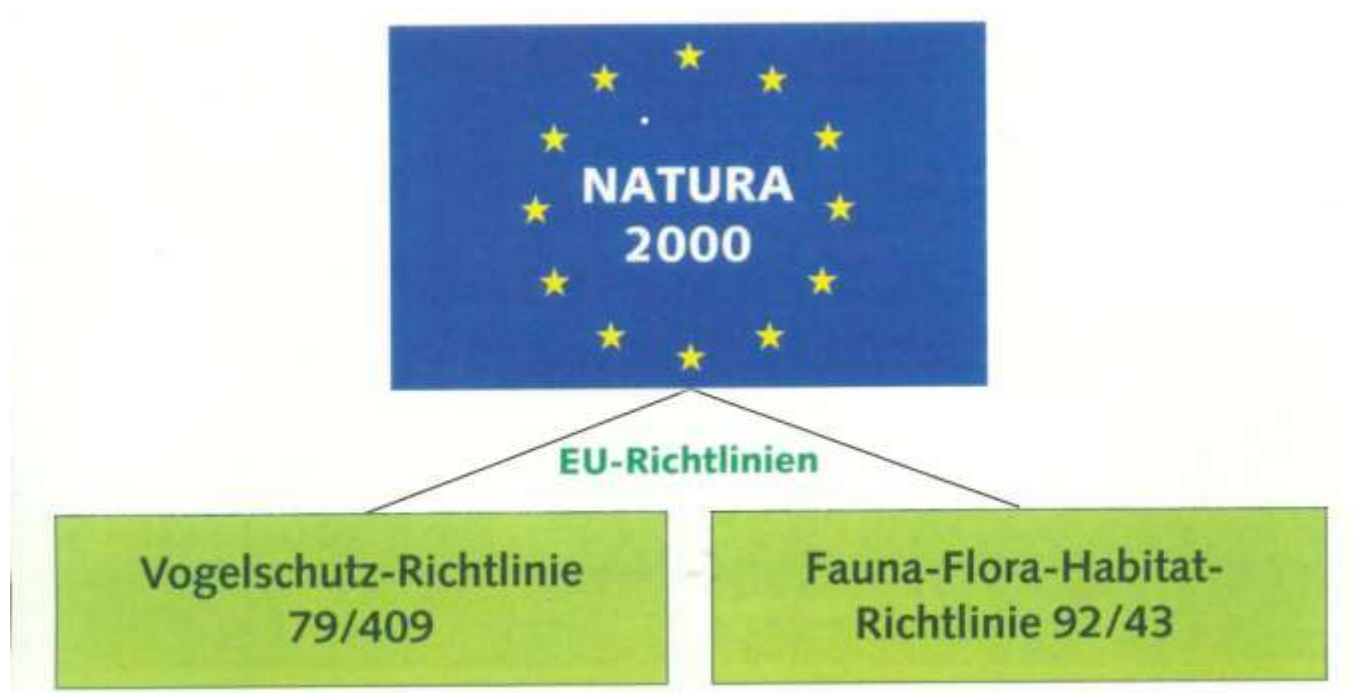 NATURA
2000
EU-Richtlinien
Vogelschutz-Richtlinie
79/409
Fauna-Flora-Habitat-
Richtlinie 92/43